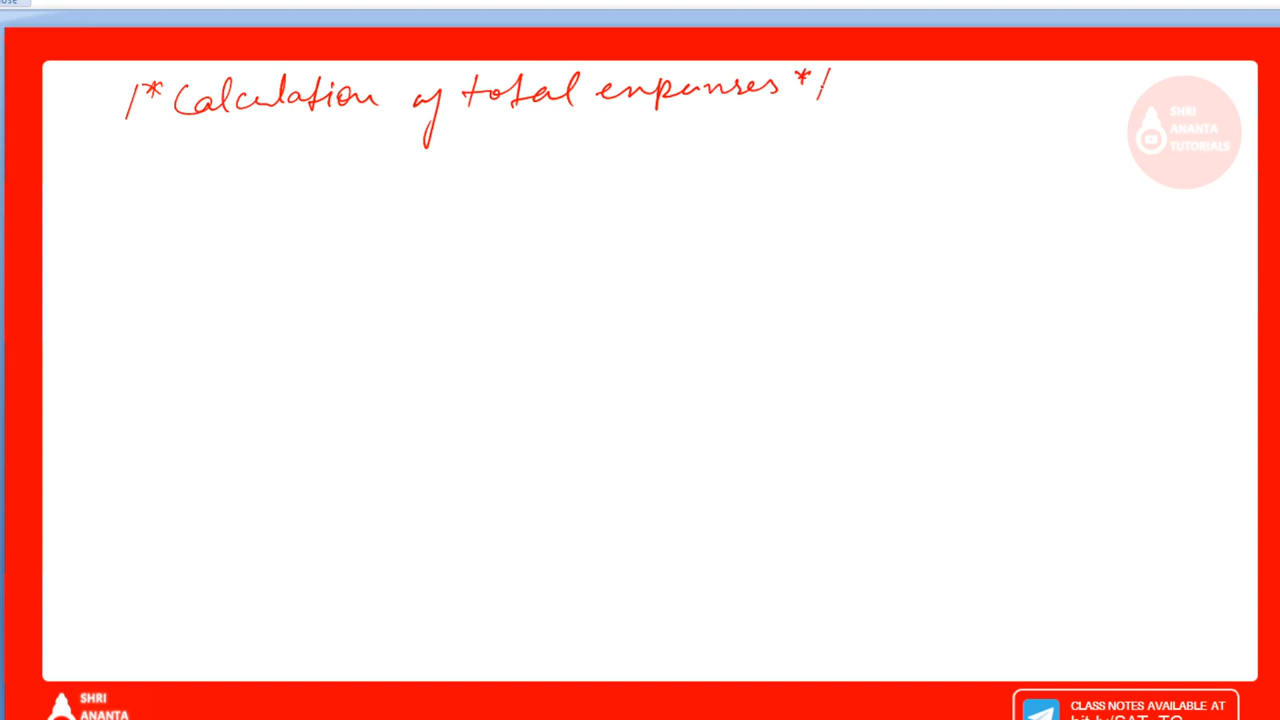 /* Calculation of total expenses */
SHRI
ANANTA
TUTORIALS
SHRI
ANANTA
CLASS NOTES AVAILABLE AT